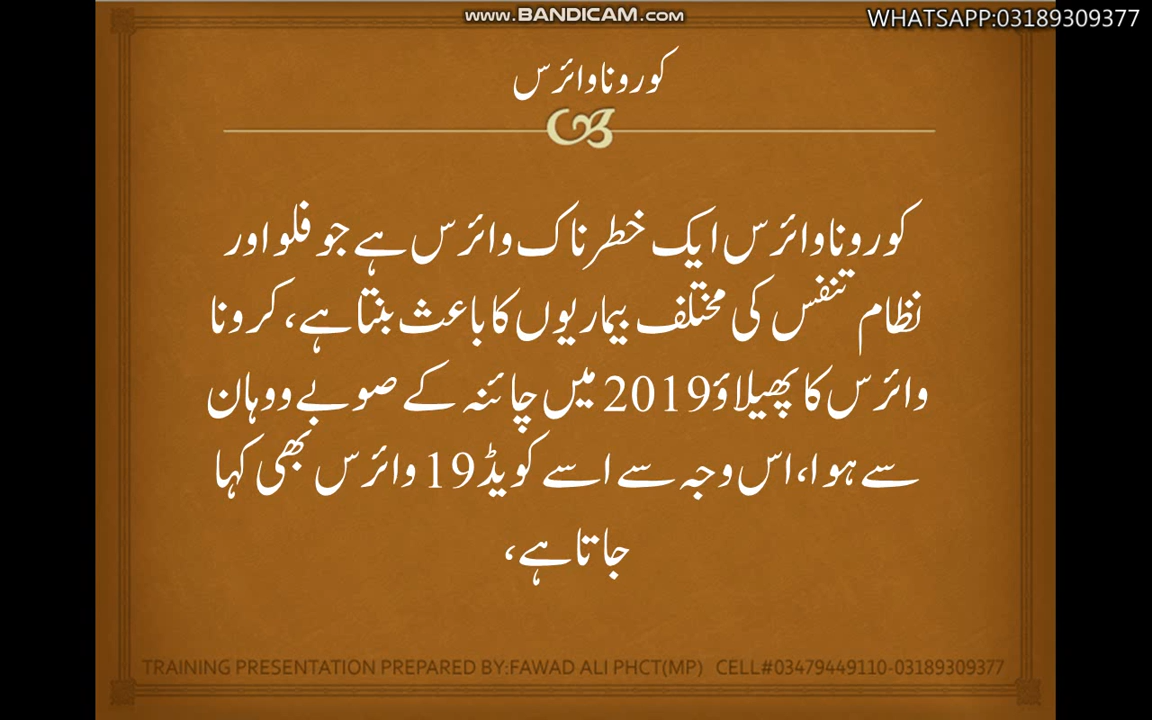 www.BANDICAM.com
WHATSAPP:03189309377
کورونا وائرس
کورونا وائرس ایک خطرناک وائرس ہے جو فلو اور
نظام تنفس کی مختلف بیماریوں کا باعث بنتا ہے، کرونا
وائرس کا پھیلاؤ 2019 میں چائنہ کے صوبے ووہان
سے ہوا، اس وجہ سے اسے کویڈ 19 وائرس بھی کہا
جاتا ہے،
TRAINING PRESENTATION PREPARED BY:FAWAD ALI PHCT(MP) CELL#03479449110-03189309377